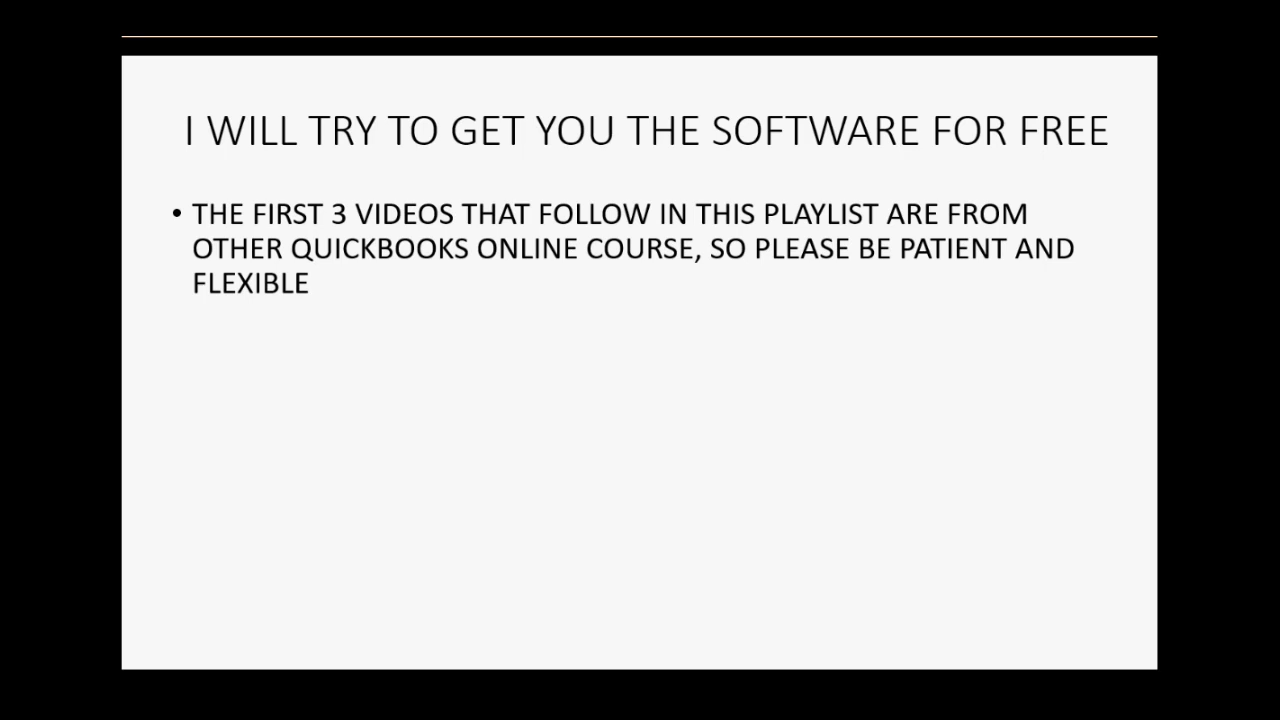 I WILL TRY TO GET YOU THE SOFTWARE FOR FREE
• THE FIRST 3 VIDEOS THAT FOLLOW IN THIS PLAYLIST ARE FROM
OTHER QUICKBOOKS ONLINE COURSE, SO PLEASE BE PATIENT AND
FLEXIBLE